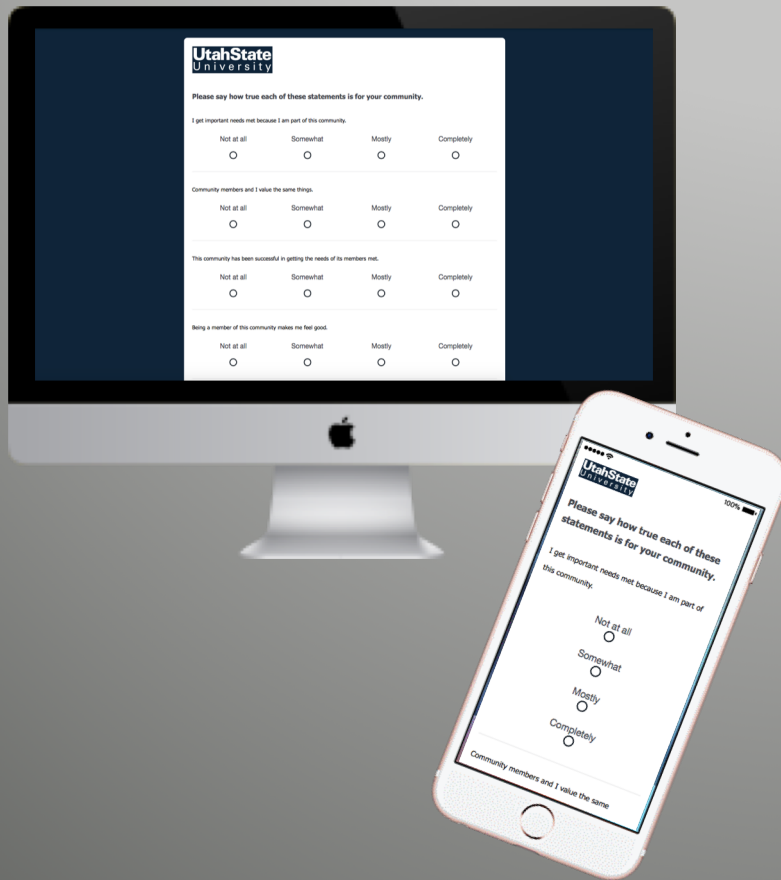 UtahState
University
Please say how true each of these statements is for your community.
I get important needs met because I am part of this community.
Not at all Somewhat Mostly Completely
Community members and I value the same things.
Not at all Somewhat Mostly Completely
This community has been successful in getting the needs of its members met.
Not at all Somewhat Mostly Completely
Being a member of this community makes me feel good.
Not at all Somewhat Mostly Completely
100%
UtahState
University
Please say how true each of these
statements is for your community.
I get important needs met because I am part of
this community.
Not at all
Somewhat
Mostly
Completely
Community members and I value the same